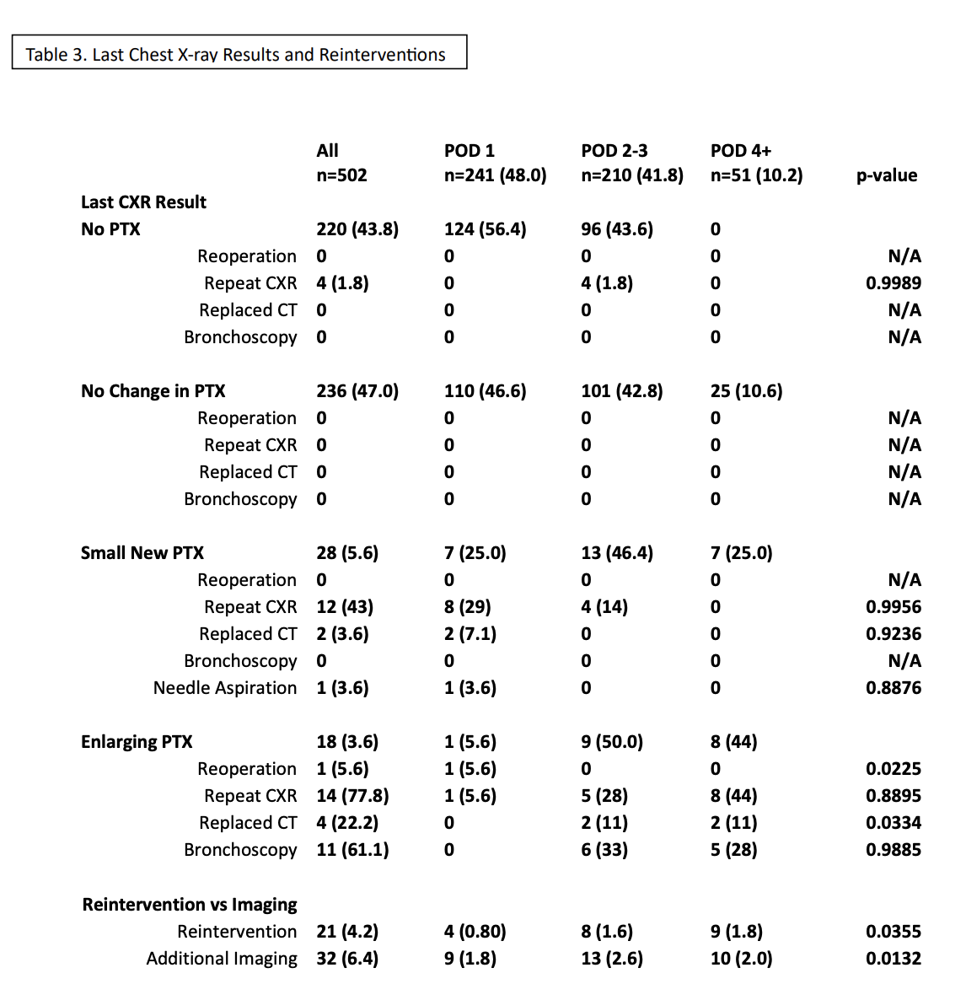 Table 3. Last Chest X-ray Results and Reinterventions
All POD 1 POD 2-3 POD 4+
n=502 n=241 (48.0) n=210 (41.8) n=51 (10.2) p-value
Last CXR Result
No PTX 220 (43.8) 124 (56.4) 96 (43.6) 0
Reoperation 0 0 0 0 N/A
Repeat CXR 4 (1.8) 0 4 (1.8) 0 0.9989
Replaced CT 0 0 0 0 N/A
Bronchoscopy 0 0 0 0 N/A
No Change in PTX 236 (47.0) 110 (46.6) 101 (42.8) 25 (10.6)
Reoperation 0 0 0 0 N/A
Repeat CXR 0 0 0 0 N/A
Replaced CT 0 0 0 0 N/A
Bronchoscopy 0 0 0 0 N/A
Small New PTX 28 (5.6) 7 (25.0) 13 (46.4) 7 (25.0)
Reoperation 0 0 0 0 N/A
Repeat CXR 12 (43) 8 (29) 4 (14) 0 0.9956
Replaced CT 2 (3.6) 2 (7.1) 0 0 0.9236
Bronchoscopy 0 0 0 0 N/A
Needle Aspiration 1 (3.6) 1 (3.6) 0 0 0.8876
Enlarging PTX 18 (3.6) 1 (5.6) 9 (50.0) 8 (44)
Reoperation 1 (5.6) 1 (5.6) 0 0 0.0225
Repeat CXR 14 (77.8) 1 (5.6) 5 (28) 8 (44) 0.8895
Replaced CT 4 (22.2) 0 2 (11) 2 (11) 0.0334
Bronchoscopy 11 (61.1) 0 6 (33) 5 (28) 0.9885
Reintervention vs Imaging
Reintervention 21 (4.2) 4 (0.80) 8 (1.6) 9 (1.8) 0.0355
Additional Imaging 32 (6.4) 9 (1.8) 13 (2.6) 10 (2.0) 0.0132